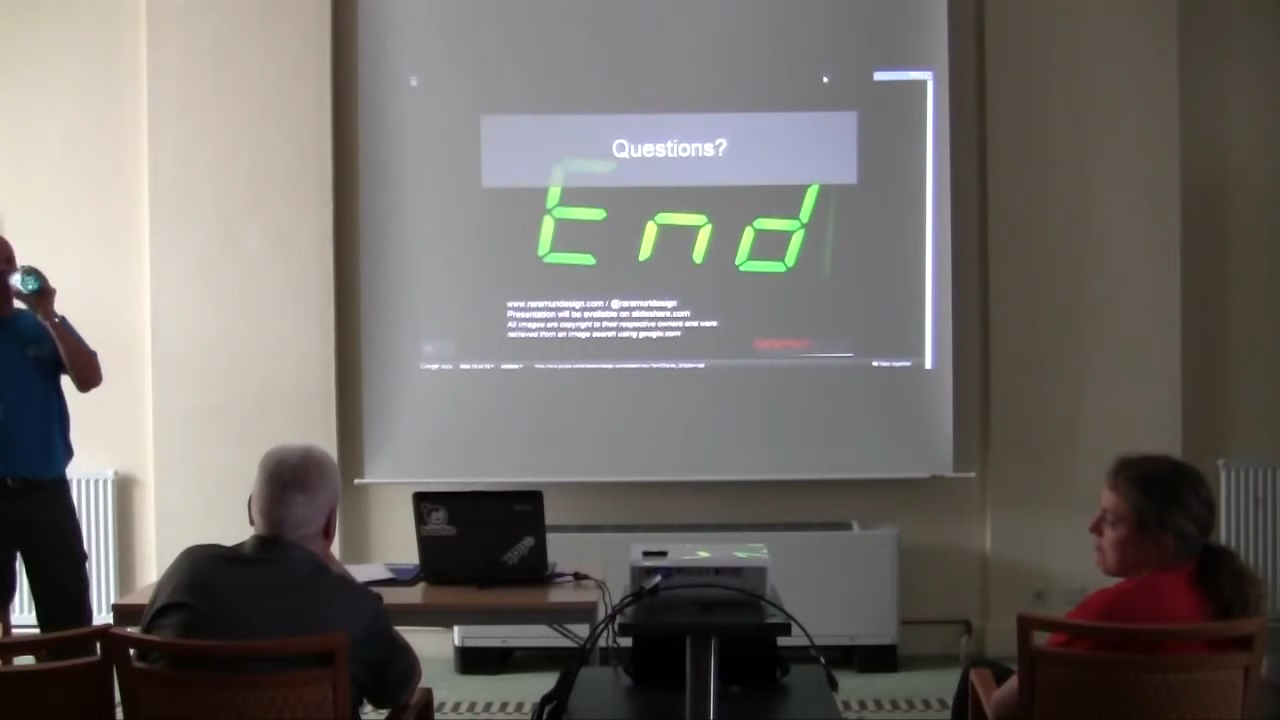 Questions?
End
www.raramuridesign.com / @raramuridesign
Presentation will be available on slideshare.com
All images are copyright to their respective owners and were
retrieved from an image search using google.com